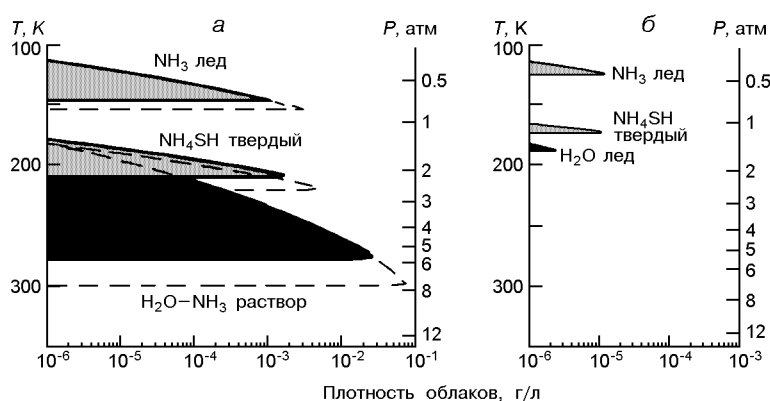 T, K
а
P, атм
100
200
300
NH3 лед
NH4SH твердый
H2O–NH3 раствор
0.5
1
2
3
4
5
6
8
12
10-6
10-5
10-4
10-3
10-2
10-1
T, K
б
P, атм
100
200
300
NH3 лед
NH4SH
твердый
H2O лед
0.5
1
2
3
4
5
6
8
12
10-6
10-5
10-4
10-3
Плотность облаков, г/л